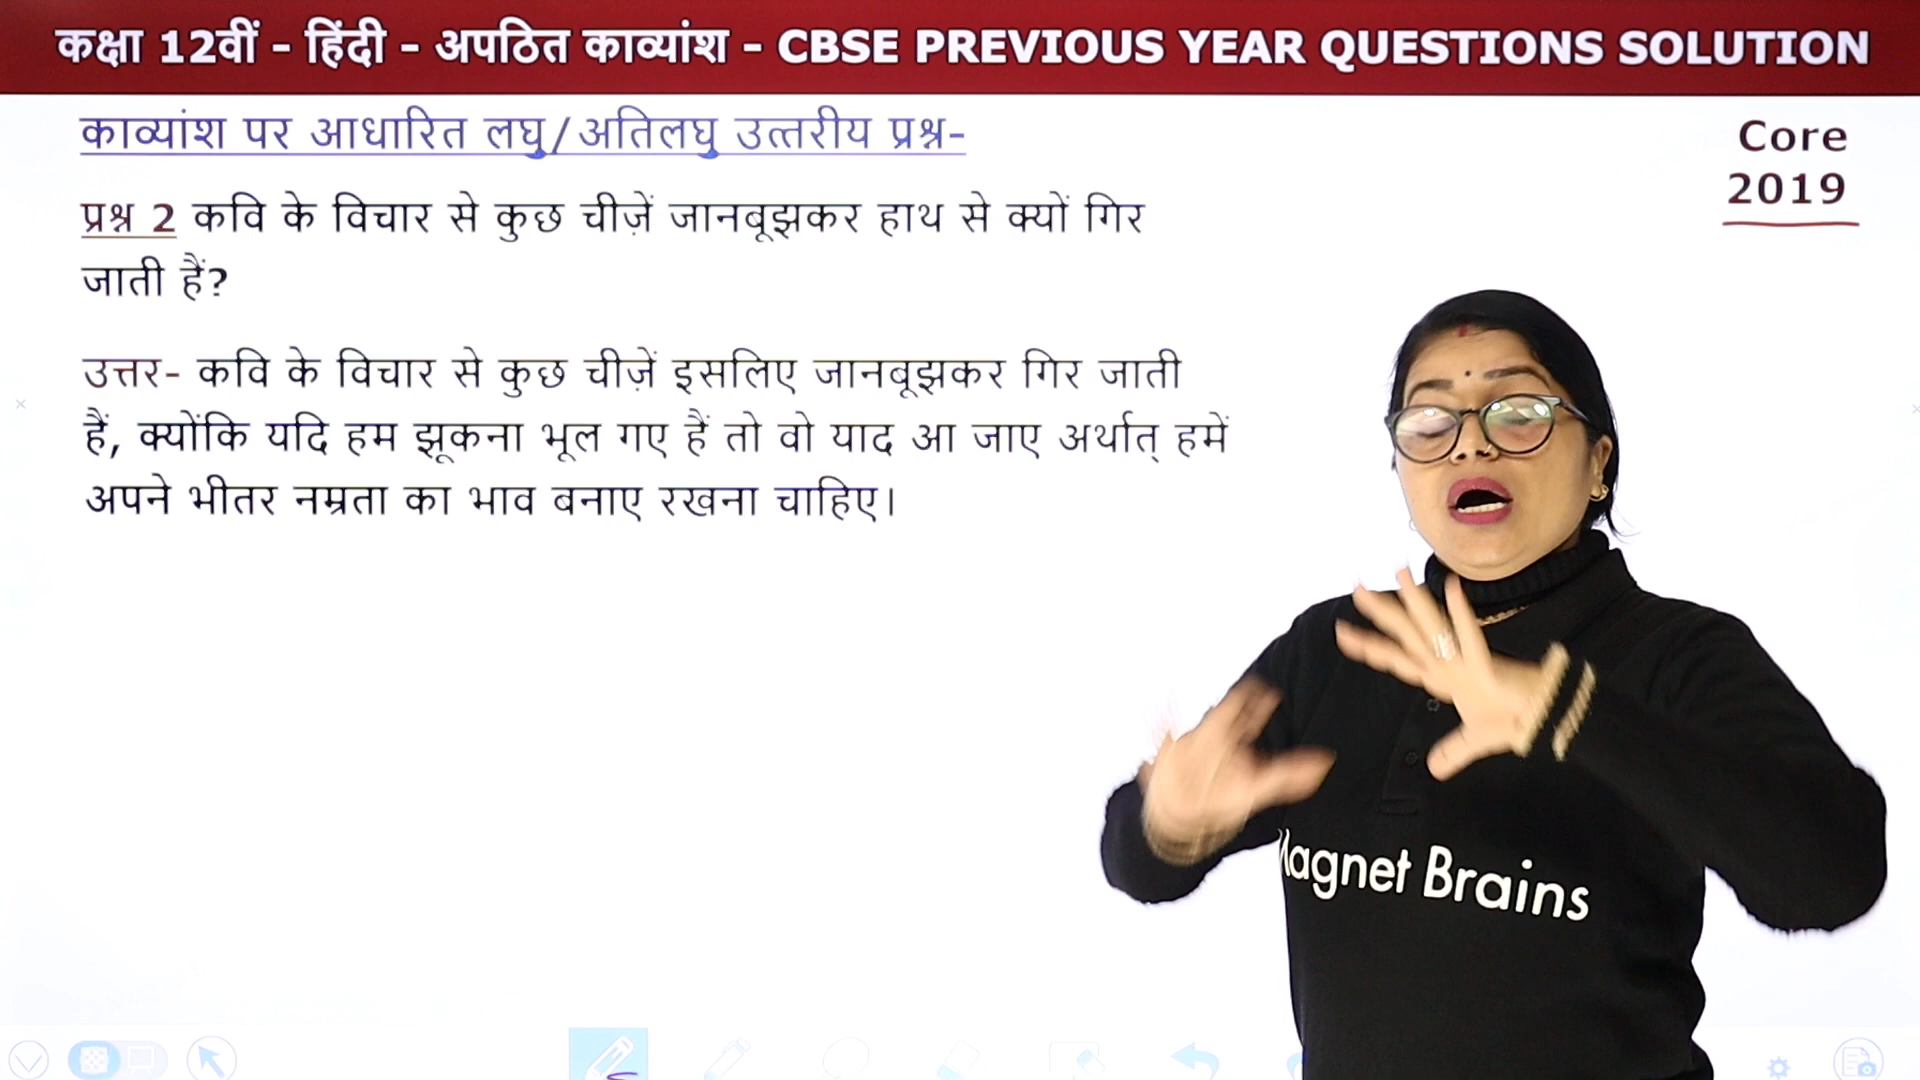 कक्षा 12वीं - हिंदी - अपठित काव्यांश - CBSE PREVIOUS YEAR QUESTIONS SOLUTION
काव्यांश पर आधारित लघु/अतिलघु उत्तरीय प्रश्न-
Core
2019
प्रश्न 2 कवि के विचार से कुछ चीज़ें जानबूझकर हाथ से क्यों गिर
जाती हैं?
उत्तर- कवि के विचार से कुछ चीज़ें इसलिए जानबूझकर गिर जाती
हैं, क्योंकि यदि हम झूकना भूल गए हैं तो वो याद आ जाए अर्थात् हमें
अपने भीतर नम्रता का भाव बनाए रखना चाहिए।
Magnet Brains